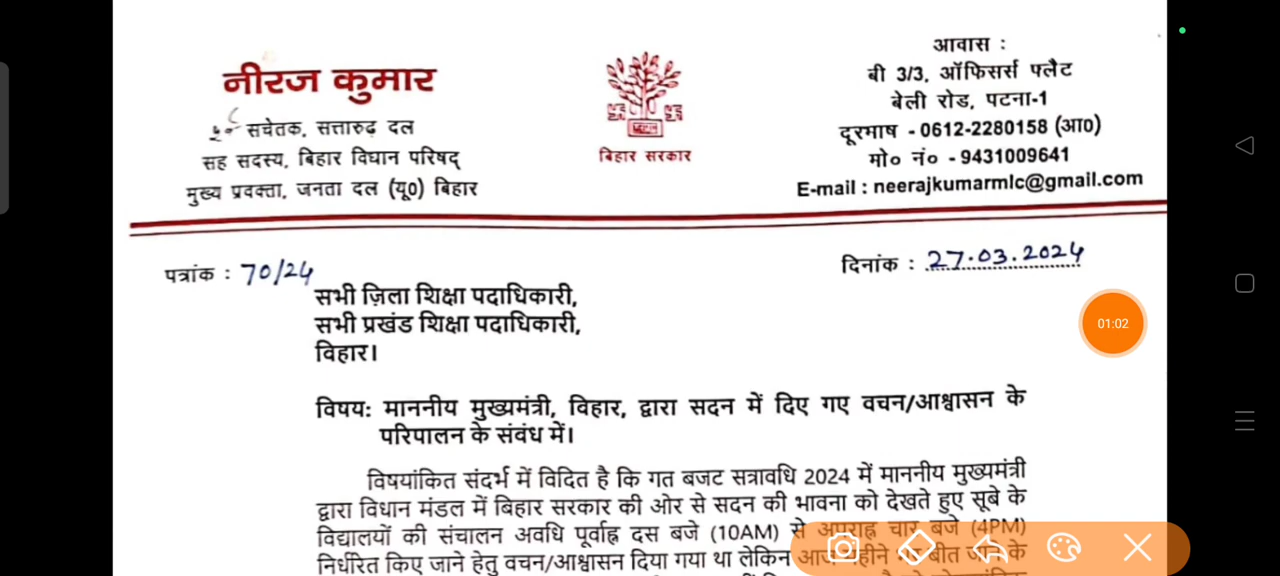 नीरज कुमार
सचेतक, सत्तारुढ़ दल
सह सदस्य, बिहार विधान परिषद्
मुख्य प्रवक्ता, जनता दल (यू०) बिहार
बिहार सरकार
आवास :
बी 3/3, ऑफिसर्स फ्लैट
बेली रोड, पटना-1
दूरभाष - 0612-2280158 (आ0)
मो० नं० - 9431009641
E-mail : neerajkumarmlc@gmail.com
पत्रांक : 70/24
दिनांक : 27.03.2024
सभी ज़िला शिक्षा पदाधिकारी,
सभी प्रखंड शिक्षा पदाधिकारी,
विहार।
01:02
विषय: माननीय मुख्यमंत्री, विहार, द्वारा सदन में दिए गए वचन/आश्वासन के
परिपालन के संवंध में।
विषयांकित संदर्भ में विदित है कि गत बजट सत्रावधि 2024 में माननीय मुख्यमंत्री
द्वारा विधान मंडल में बिहार सरकार की ओर से सदन की भावना को देखते हुए सूबे के
विद्यालयों की संचालन अवधि पूर्वाह्न दस बजे (10AM) से अपराह्न चार बजे (4PM)
निर्धारित किए जाने हेतु वचन/आश्वासन दिया गया था लेकिन बीत जाने के